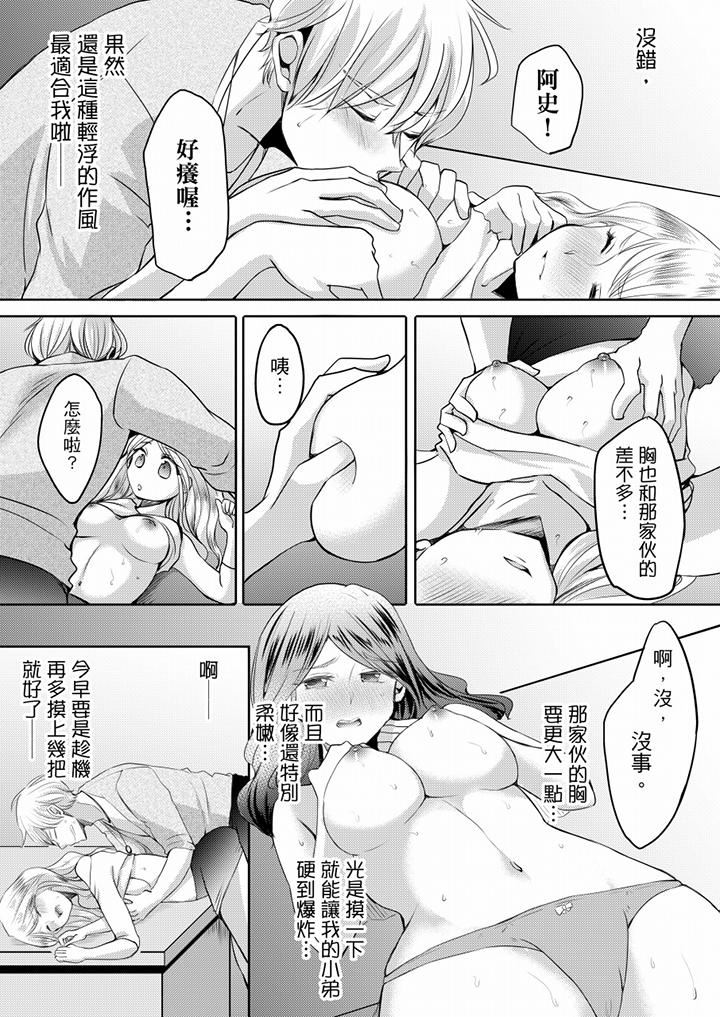 沒錯，
阿史！
好癢喔…
果然，
還是這種輕浮的作風
最適合我啦——
胸也和那家伙的
差不多…
咦…
怎麼啦？
啊，沒，
沒事。
那家伙的胸
要更大一點…
而且
好像還特別
柔嫩…
光是摸一下
就能讓我的小弟
硬到爆炸…
啊——
今早要是趁機
再多摸上幾把
就好了——